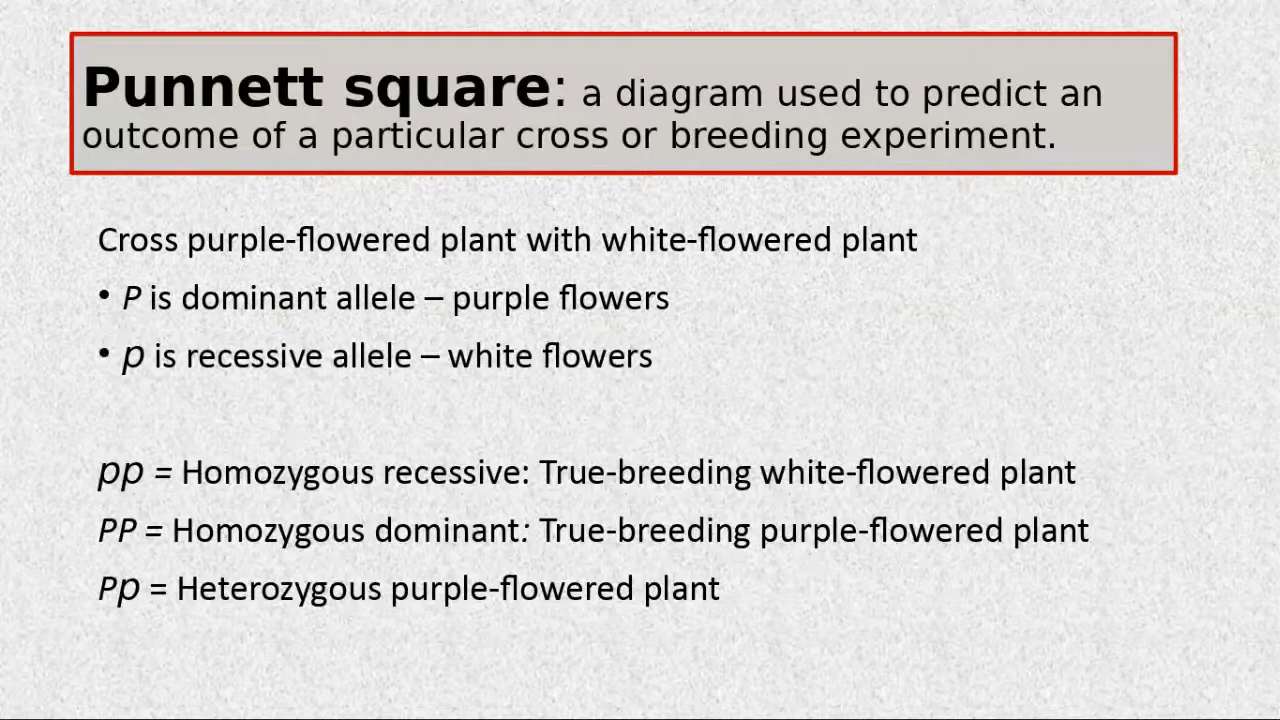 Punnett square: a diagram used to predict an
outcome of a particular cross or breeding experiment.
Cross purple-flowered plant with white-flowered plant
• P is dominant allele – purple flowers
• p is recessive allele – white flowers
pp = Homozygous recessive: True-breeding white-flowered plant
PP = Homozygous dominant: True-breeding purple-flowered plant
Pp = Heterozygous purple-flowered plant